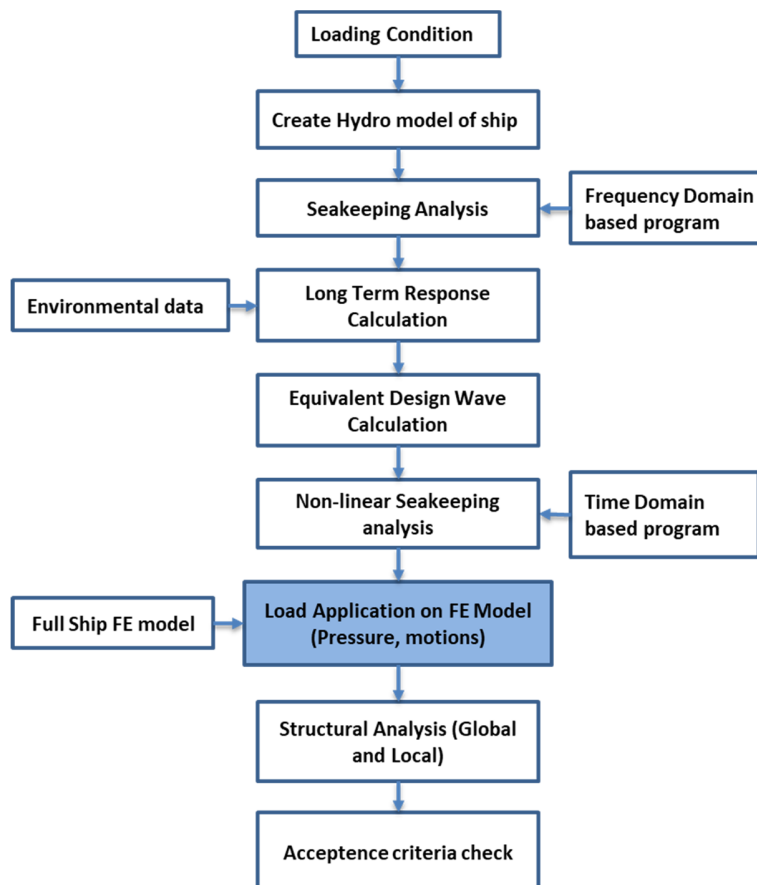 Loading Condition
Create Hydro model of ship
Seakeeping Analysis
Frequency Domain
based program
Environmental data
Long Term Response
Calculation
Equivalent Design Wave
Calculation
Non-linear Seakeeping
analysis
Time Domain
based program
Full Ship FE model
Load Application on FE Model
(Pressure, motions)
Structural Analysis (Global
and Local)
Acceptence criteria check